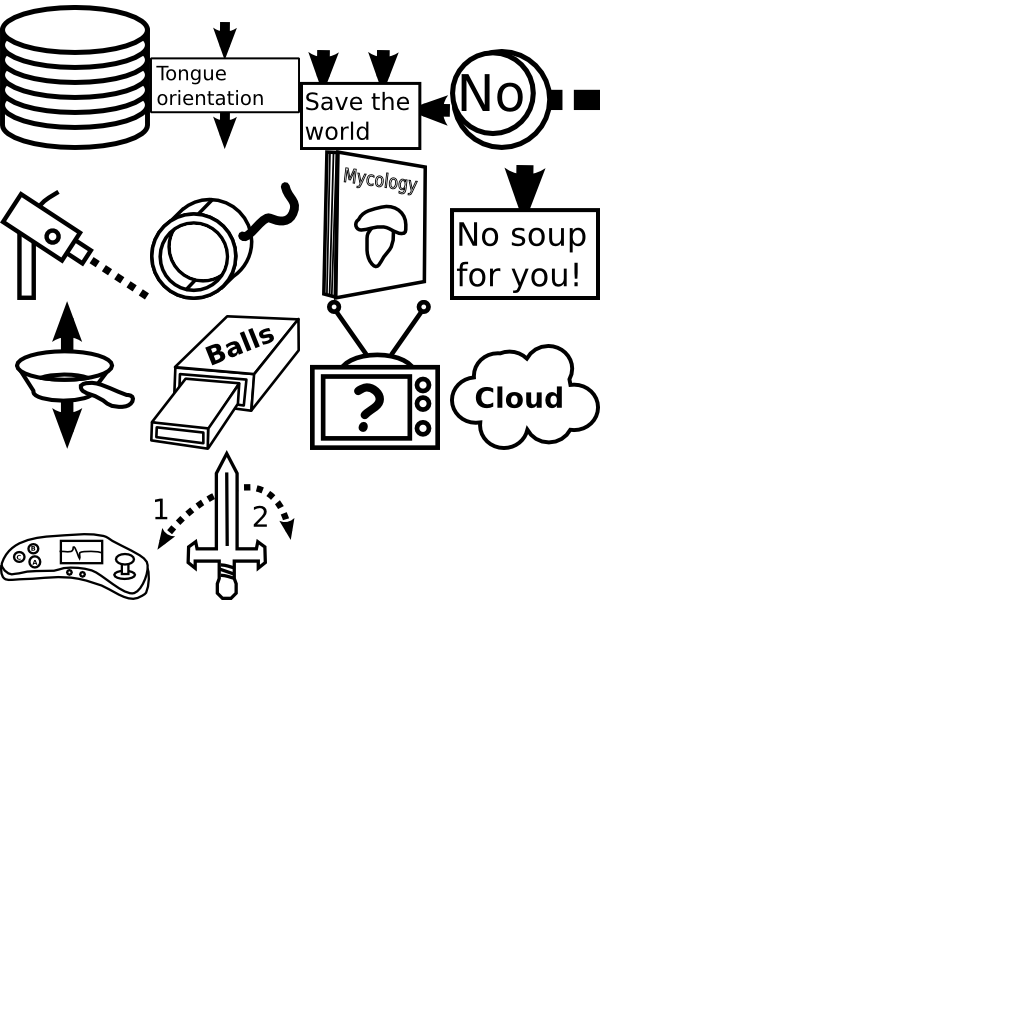 Tongue
orientation
Save the
world
No
Mycology
No soup
for you!
Balls
?
Cloud
1
2
B
C
A